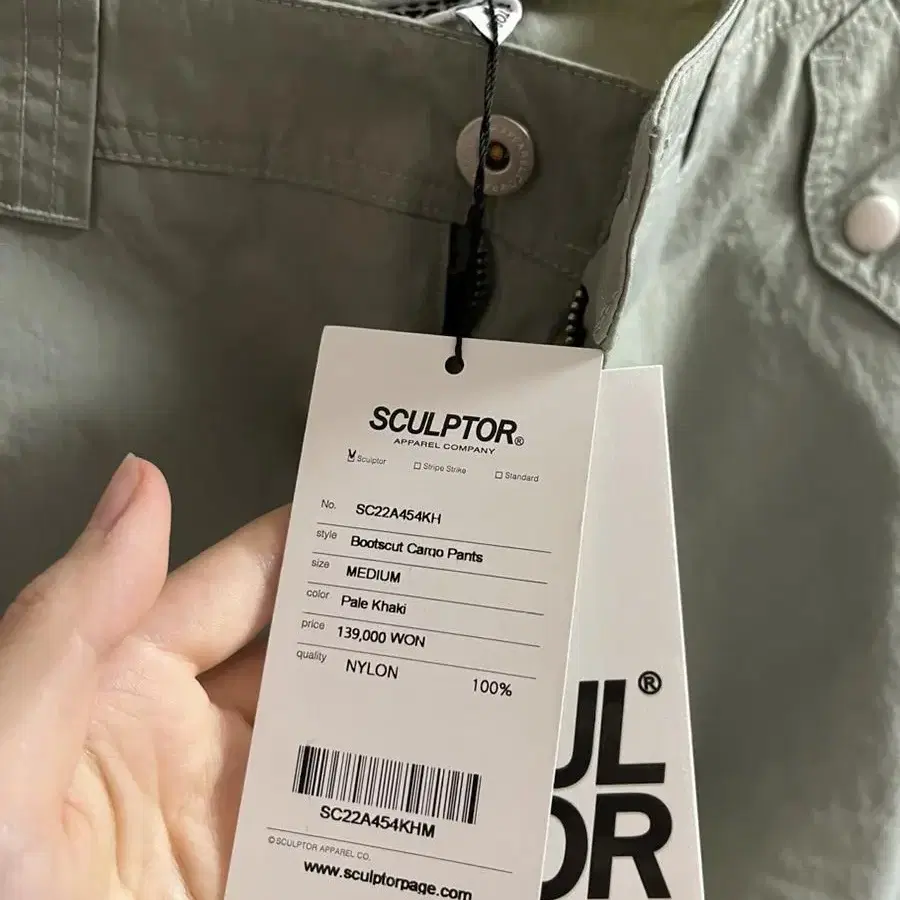 SCULPTOR®
APPAREL COMPANY
Sculptor Stripe Strike Standard
No. SC22A454KH
style Bootscut Cargo Pants
size MEDIUM
color Pale Khaki
price 139,000 WON
quality NYLON 100%
SC22A454KHM
© SCULPTOR APPAREL CO.
www.sculptorpage.com
UL®
OR